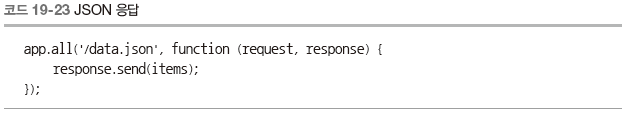 코드 19-23 JSON 응답
app.all('/data.json', function (request, response) {
    response.send(items);
});